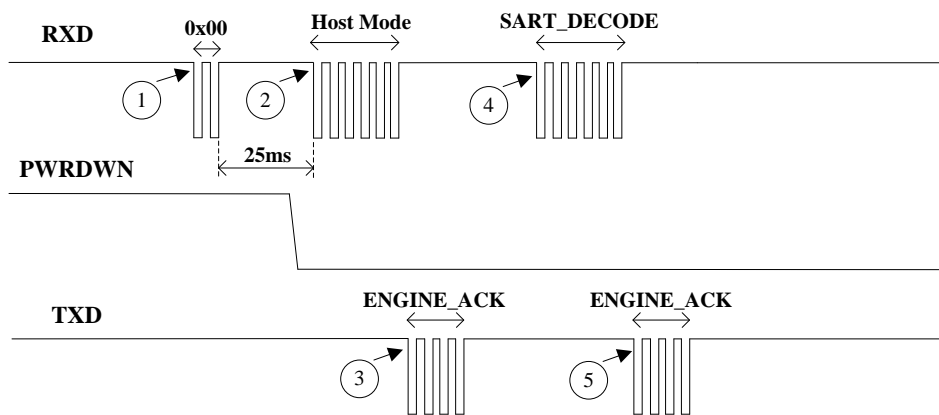 0x00
Host Mode
SART_DECODE
RXD
1
2
4
25ms
PWRDWN
ENGINE_ACK
ENGINE_ACK
TXD
3
5